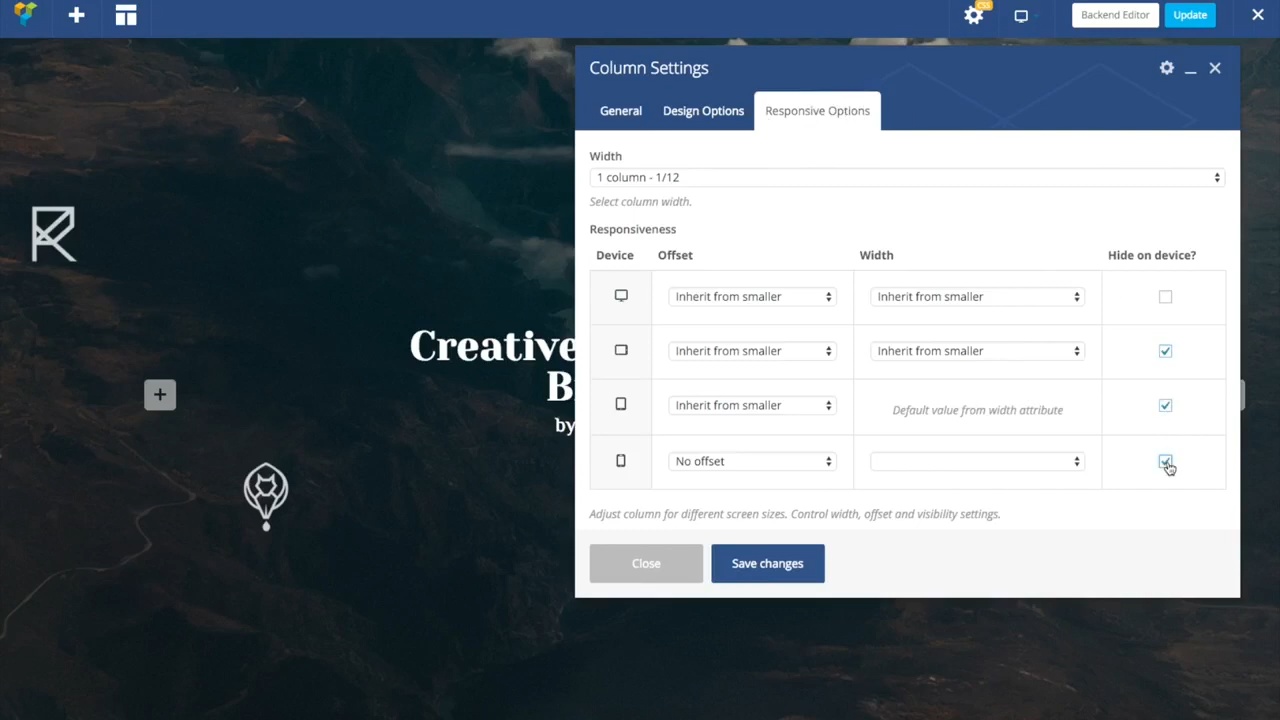 CSS
Backend Editor
Update
Column Settings
General
Design Options
Responsive Options
Width
1 column - 1/12
Select column width.
Responsiveness
Device
Offset
Width
Hide on device?
Inherit from smaller
Inherit from smaller
Inherit from smaller
Inherit from smaller
Inherit from smaller
Default value from width attribute
No offset
Adjust column for different screen sizes. Control width, offset and visibility settings.
Close
Save changes
Creative
B
by